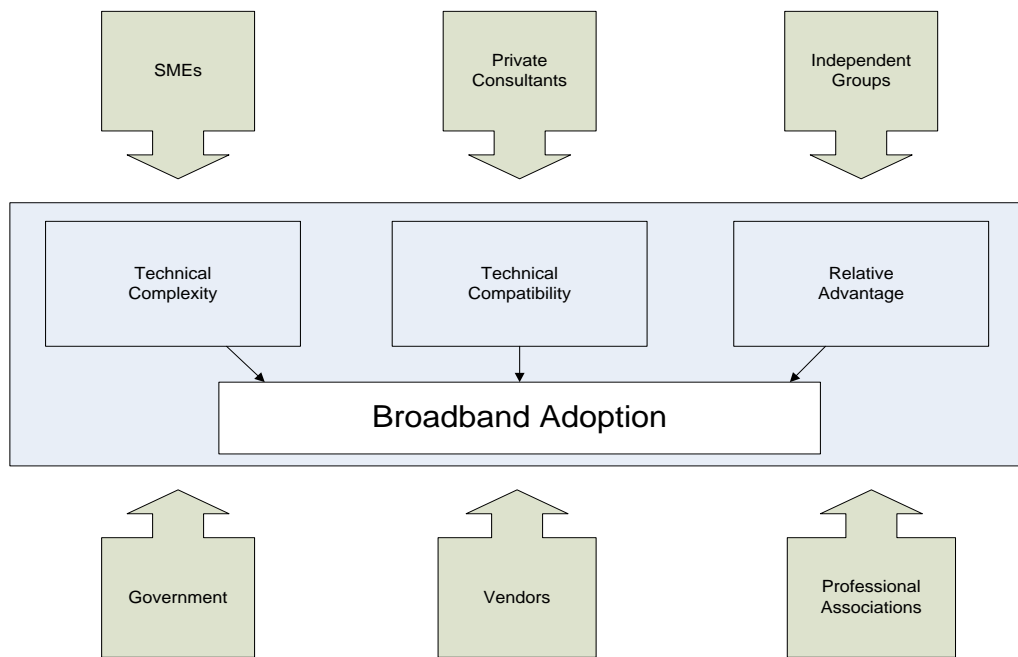 SMEs
Private
Consultants
Independent
Groups
Technical
Complexity
Technical
Compatibility
Relative
Advantage
Broadband Adoption
Government
Vendors
Professional
Associations